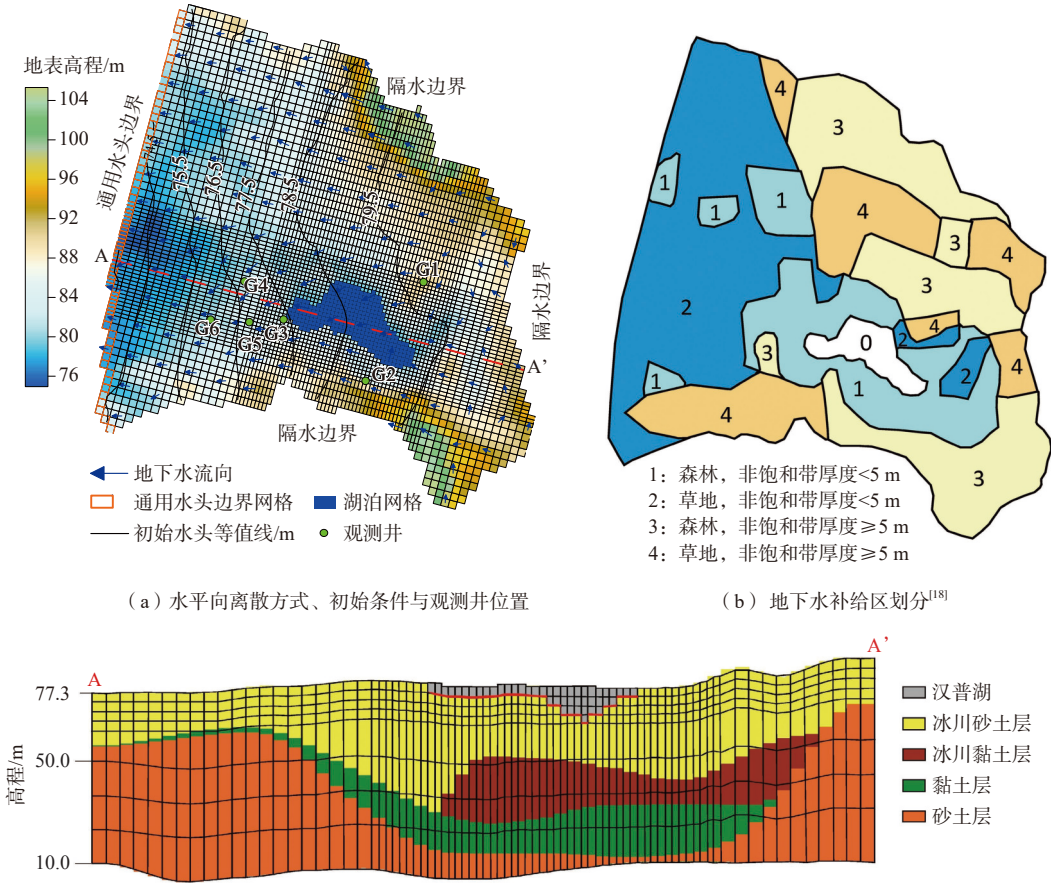 地表高程/m
104
100
96
92
88
84
80
76
通用水头边界
隔水边界
隔水边界
隔水边界
75.5
76.5
77.5
78.5
79.5
A
A’
G1
G2
G3
G4
G5
G6
地下水流向
通用水头边界网格
湖泊网格
初始水头等值线/m
观测井
(a)水平向离散方式、初始条件与观测井位置
4
3
1
1
1
4
3
4
2
3
4
2
0
3
1
4
2
1
4
3
1:森林,非饱和带厚度<5 m
2:草地,非饱和带厚度<5 m
3:森林,非饱和带厚度≥5 m
4:草地,非饱和带厚度≥5 m
(b)地下水补给区划分[18]
A
A’
77.3
50.0
10.0
高程/m
汉普湖
冰川砂土层
冰川黏土层
黏土层
砂土层